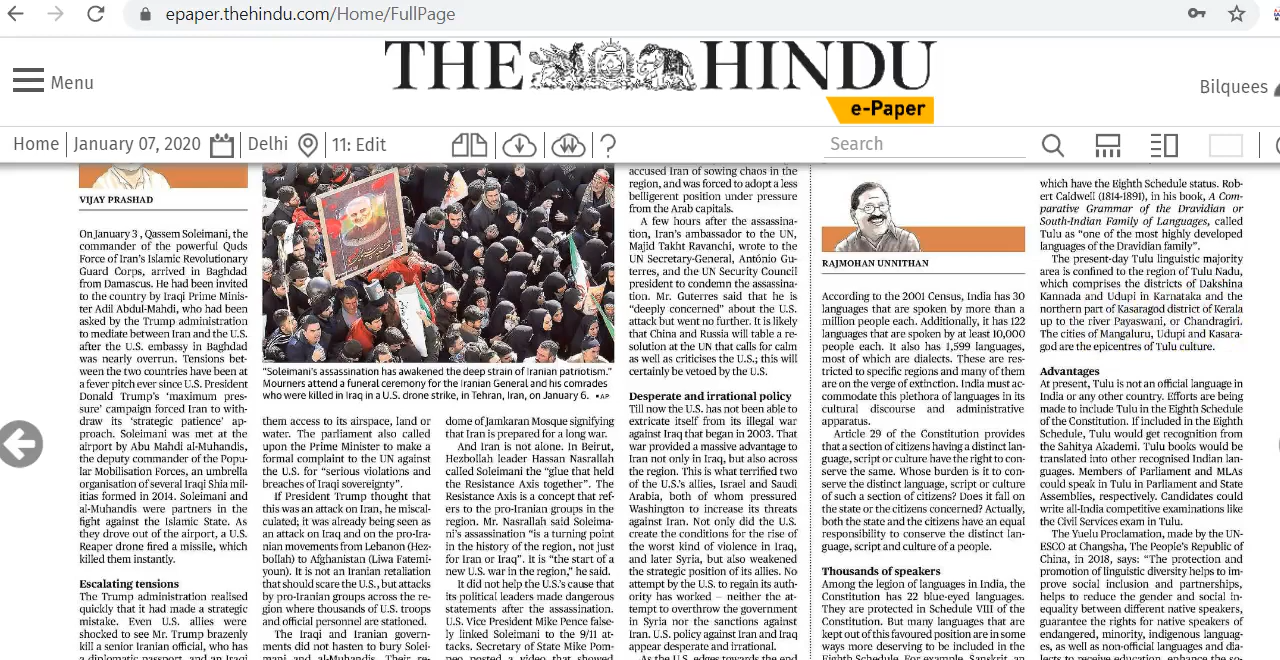 epaper.thehindu.com/Home/FullPage
THE HINDU
e-Paper
Menu
Bilquees
Home
January 07, 2020
Delhi
11: Edit
?
Search
VIJAY PRASHAD
On January 3 , Qassem Soleimani, the
commander of the powerful Quds
Force of Iran's Islamic Revolutionary
Guard Corps, arrived in Baghdad
from Damascus. He had been invited
to the country by Iraqi Prime Minis-
ter Adil Abdul-Mahdi, who had been
asked by the Trump administration
to mediate between Iran and the U.S.
after the U.S. embassy in Baghdad
was nearly overrun. Tensions bet-
ween the two countries have been at
a fever pitch ever since U.S. President
Donald Trump's 'maximum pres-
sure' campaign forced Iran to with-
draw its 'strategic patience' ap-
proach. Soleimani was met at the
airport by Abu Mahdi al-Muhandis,
the deputy commander of the Popu-
lar Mobilisation Forces, an umbrella
organisation of several Iraqi Shia mil-
itias formed in 2014. Soleimani and
al-Muhandis were partners in the
fight against the Islamic State. As
they drove out of the airport, a U.S.
Reaper drone fired a missile, which
killed them instantly.
Escalating tensions
The Trump administration realised
quickly that it had made a strategic
mistake. Even U.S. allies were
shocked to see Mr. Trump brazenly
kill a senior Iranian official, who has
a diplomatic passport, and an Iraqi
"Soleimani's assassination has awakened the deep strain of Iranian patriotism."
Mourners attend a funeral ceremony for the Iranian General and his comrades
who were killed in Iraq in a U.S. drone strike, in Tehran, Iran, on January 6. •AP
them access to its airspace, land or
water. The parliament also called
upon the Prime Minister to make a
formal complaint to the UN against
the U.S. for "serious violations and
breaches of Iraqi sovereignty".
If President Trump thought that
this was an attack on Iran, he miscal-
culated; it was already being seen as
an attack on Iraq and on the pro-Ira-
nian movements from Lebanon (Hez-
bollah) to Afghanistan (Liwa Fatemi-
youn). It is not an Iranian retaliation
that should scare the U.S., but attacks
by pro-Iranian groups across the re-
gion where thousands of U.S. troops
and official personnel are stationed.
The Iraqi and Iranian govern-
ments did not hasten to bury Solei-
mani and al-Muhandis. Their re-
dome of Jamkaran Mosque signifying
that Iran is prepared for a long war.
And Iran is not alone. In Beirut,
Hezbollah leader Hassan Nasrallah
called Soleimani the "glue that held
the Resistance Axis together". The
Resistance Axis is a concept that ref-
ers to the pro-Iranian groups in the
region. Mr. Nasrallah said Soleima-
ni's assassination "is a turning point
in the history of the region, not just
for Iran or Iraq". It is "the start of a
new U.S. war in the region," he said.
It did not help the U.S.'s cause that
its political leaders made dangerous
statements after the assassination.
U.S. Vice President Mike Pence false-
ly linked Soleimani to the 9/11 at-
tacks. Secretary of State Mike Pom-
peo posted a video that showed
accused Iran of sowing chaos in the
region, and was forced to adopt a less
belligerent position under pressure
from the Arab capitals.
A few hours after the assassina-
tion, Iran's ambassador to the UN,
Majid Takht Ravanchi, wrote to the
UN Secretary-General, António Gu-
terres, and the UN Security Council
president to condemn the assassina-
tion. Mr. Guterres said that he is
"deeply concerned" about the U.S.
attack but went no further. It is likely
that China and Russia will table a re-
solution at the UN that calls for calm
as well as criticises the U.S.; this will
certainly be vetoed by the U.S.
Desperate and irrational policy
Till now the U.S. has not been able to
extricate itself from its illegal war
against Iraq that began in 2003. That
war provided a massive advantage to
Iran not only in Iraq, but also across
the region. This is what terrified two
of the U.S.'s allies, Israel and Saudi
Arabia, both of whom pressured
Washington to increase its threats
against Iran. Not only did the U.S.
create the conditions for the rise of
the worst kind of violence in Iraq,
and later Syria, but also weakened
the strategic position of its allies. No
attempt by the U.S. to regain its auth-
ority has worked – neither the at-
tempt to overthrow the government
in Syria nor the sanctions against
Iran. U.S. policy against Iran and Iraq
appear desperate and irrational.
As the U.S. edges towards the end
RAJMOHAN UNNITHAN
According to the 2001 Census, India has 30
languages that are spoken by more than a
million people each. Additionally, it has 122
languages that are spoken by at least 10,000
people each. It also has 1,599 languages,
most of which are dialects. These are res-
tricted to specific regions and many of them
are on the verge of extinction. India must ac-
commodate this plethora of languages in its
cultural discourse and administrative
apparatus.
Article 29 of the Constitution provides
that a section of citizens having a distinct lan-
guage, script or culture have the right to con-
serve the same. Whose burden is it to con-
serve the distinct language, script or culture
of such a section of citizens? Does it fall on
the state or the citizens concerned? Actually,
both the state and the citizens have an equal
responsibility to conserve the distinct lan-
guage, script and culture of a people.
Thousands of speakers
Among the legion of languages in India, the
Constitution has 22 blue-eyed languages.
They are protected in Schedule VIII of the
Constitution. But many languages that are
kept out of this favoured position are in some
ways more deserving to be included in the
Eighth Schedule. For example, Sanskrit, an
which have the Eighth Schedule status. Rob-
ert Caldwell (1814-1891), in his book, A Com-
parative Grammar of the Dravidian or
South-Indian Family of Languages, called
Tulu as "one of the most highly developed
languages of the Dravidian family".
The present-day Tulu linguistic majority
area is confined to the region of Tulu Nadu,
which comprises the districts of Dakshina
Kannada and Udupi in Karnataka and the
northern part of Kasaragod district of Kerala
up to the river Payaswani, or Chandragiri.
The cities of Mangaluru, Udupi and Kasara-
god are the epicentres of Tulu culture.
Advantages
At present, Tulu is not an official language in
India or any other country. Efforts are being
made to include Tulu in the Eighth Schedule
of the Constitution. If included in the Eighth
Schedule, Tulu would get recognition from
the Sahitya Akademi. Tulu books would be
translated into other recognised Indian lan-
guages. Members of Parliament and MLAs
could speak in Tulu in Parliament and State
Assemblies, respectively. Candidates could
write all-India competitive examinations like
the Civil Services exam in Tulu.
The Yuelu Proclamation, made by the UN-
ESCO at Changsha, The People's Republic of
China, in 2018, says: "The protection and
promotion of linguistic diversity helps to im-
prove social inclusion and partnerships,
helps to reduce the gender and social in-
equality between different native speakers,
guarantee the rights for native speakers of
endangered, minority, indigenous languag-
es, as well as non-official languages and dia-
lects to receive education, enhance the so-